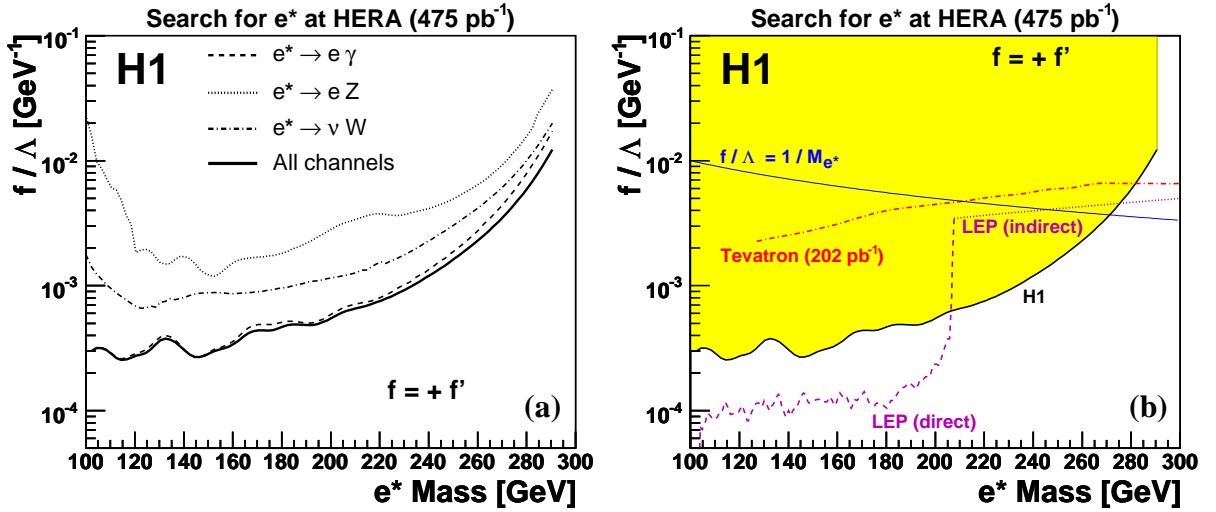 Search for e* at HERA (475 pb⁻¹)
H1
e* → e γ
e* → e Z
e* → ν W
All channels
f = + f'
(a)
f / Λ [GeV⁻¹]
10⁻¹
10⁻²
10⁻³
10⁻⁴
100 120 140 160 180 200 220 240 260 280 300
e* Mass [GeV]
Search for e* at HERA (475 pb⁻¹)
H1
f = + f'
f / Λ = 1 / Me*
LEP (indirect)
Tevatron (202 pb⁻¹)
H1
LEP (direct)
(b)
f / Λ [GeV⁻¹]
10⁻¹
10⁻²
10⁻³
10⁻⁴
100 120 140 160 180 200 220 240 260 280 300
e* Mass [GeV]